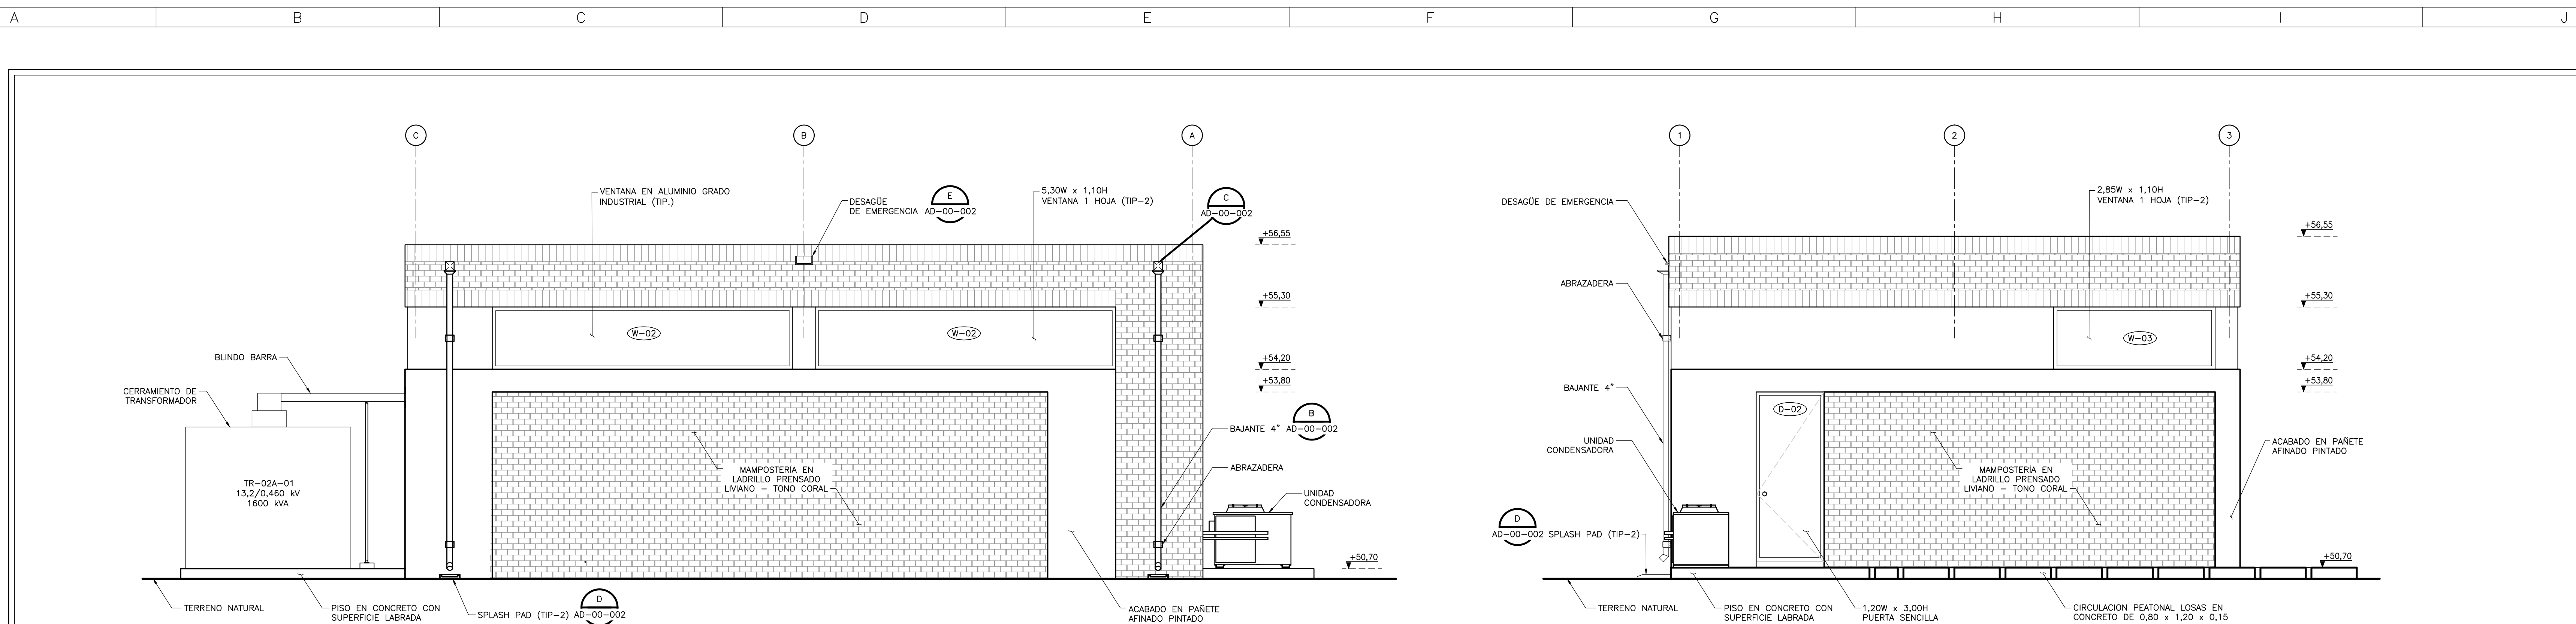 A B C D E F G H I J
C B A
VENTANA EN ALUMINIO GRADO
INDUSTRIAL (TIP.)
DESAGÜE
DE EMERGENCIA
E
AD-00-002
5,30W x 1,10H
VENTANA 1 HOJA (TIP-2)
C
AD-00-002
+56,55
+55,30
+54,20
+53,80
+50,70
W-02
W-02
BLINDO BARRA
CERRAMIENTO DE
TRANSFORMADOR
TR-02A-01
13,2/0,460 kV
1600 kVA
MAMPOSTERÍA EN
LADRILLO PRENSADO
LIVIANO - TONO CORAL
B
BAJANTE 4" AD-00-002
ABRAZADERA
UNIDAD
CONDENSADORA
TERRENO NATURAL
PISO EN CONCRETO CON
SUPERFICIE LABRADA
D
SPLASH PAD (TIP-2) AD-00-002
ACABADO EN PAÑETE
AFINADO PINTADO
1 2 3
DESAGÜE DE EMERGENCIA
2,85W x 1,10H
VENTANA 1 HOJA (TIP-2)
+56,55
+55,30
+54,20
+53,80
+50,70
ABRAZADERA
W-03
BAJANTE 4"
D-02
UNIDAD
CONDENSADORA
MAMPOSTERÍA EN
LADRILLO PRENSADO
LIVIANO - TONO CORAL
ACABADO EN PAÑETE
AFINADO PINTADO
D
AD-00-002 SPLASH PAD (TIP-2)
TERRENO NATURAL
PISO EN CONCRETO CON
SUPERFICIE LABRADA
1,20W x 3,00H
PUERTA SENCILLA
CIRCULACION PEATONAL LOSAS EN
CONCRETO DE 0,80 x 1,20 x 0,15